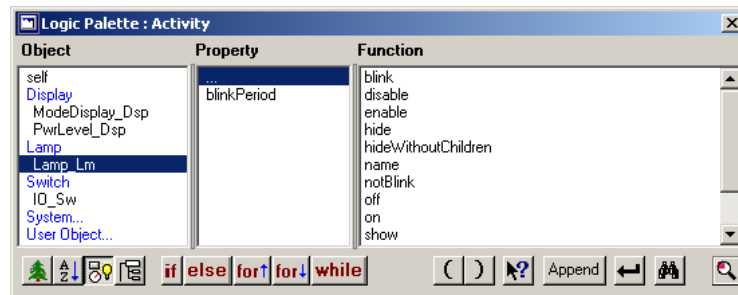 Logic Palette : Activity
Object Property Function
self
Display
ModeDisplay_Dsp
PwrLevel_Dsp
Lamp
Lamp_Lm
Switch
IO_Sw
System...
User Object...
...
blinkPeriod
blink
disable
enable
hide
hideWithoutChildren
name
notBlink
off
on
show
A Z if else for↑ for↓ while ( ) ? Append